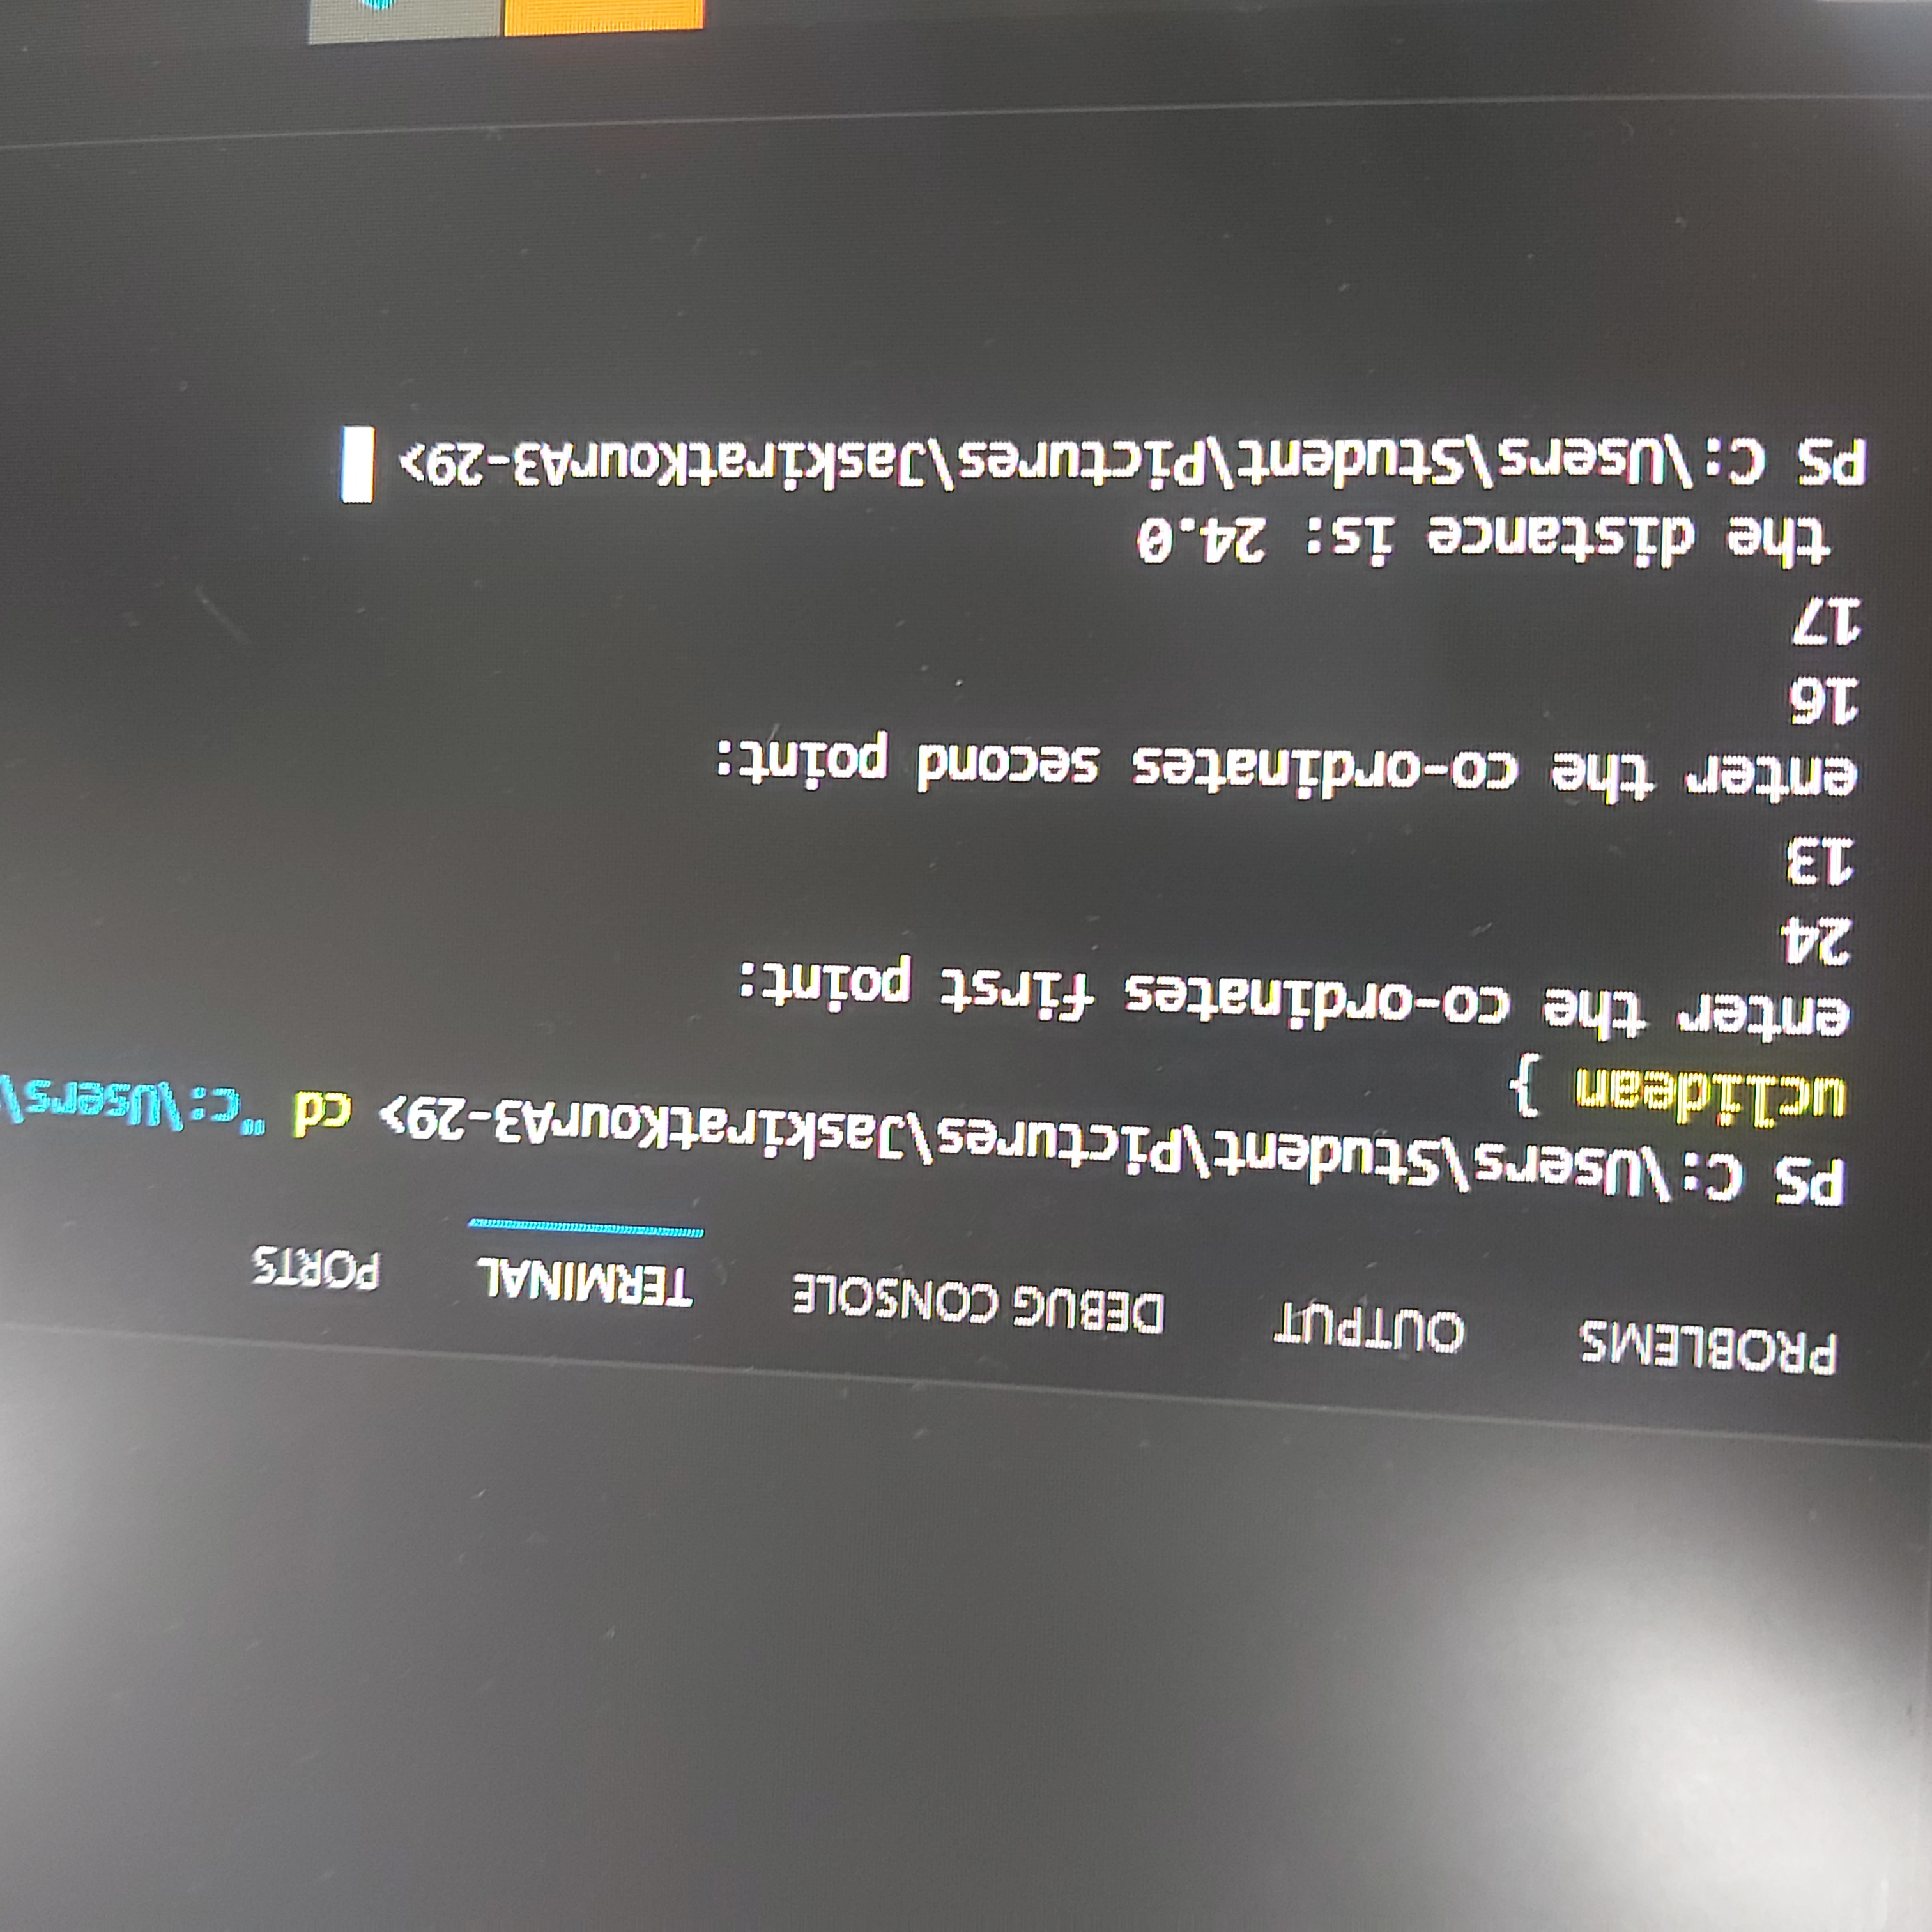 PROBLEMS OUTPUT DEBUG CONSOLE TERMINAL PORTS
PS C:\Users\Student\Pictures\JaskiratKourA3-29> cd "c:\Users\
uclidean }
enter the co-ordinates first point:
24
13
enter the co-ordinates second point:
16
17
the distance is: 24.0
PS C:\Users\Student\Pictures\JaskiratKourA3-29>